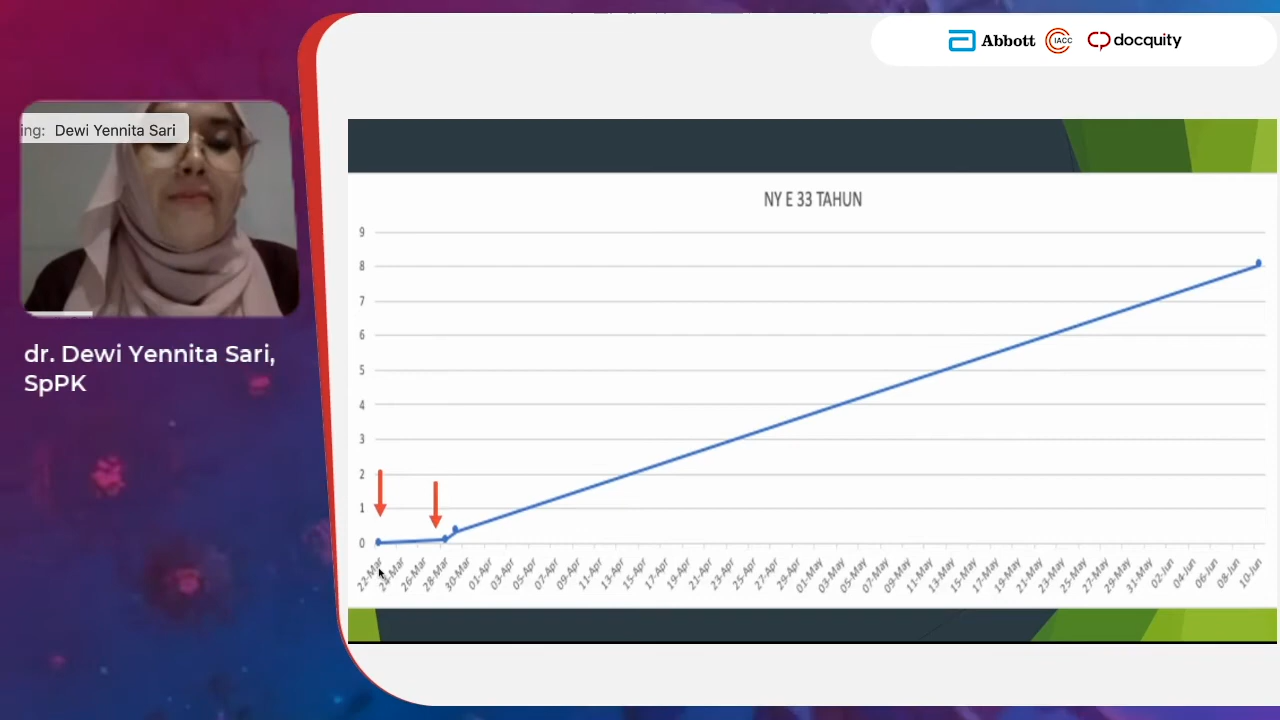 Abbott IACC docquity
ing: Dewi Yennita Sari
dr. Dewi Yennita Sari,
SpPK
NY E 33 TAHUN
9
8
7
6
5
4
3
2
1
0
22-Mar 24-Mar 26-Mar 28-Mar 30-Mar 01-Apr 03-Apr 05-Apr 07-Apr 09-Apr 11-Apr 13-Apr 15-Apr 17-Apr 19-Apr 21-Apr 23-Apr 25-Apr 27-Apr 29-Apr 01-May 03-May 05-May 07-May 09-May 11-May 13-May 15-May 17-May 19-May 21-May 23-May 25-May 27-May 29-May 31-May 02-Jun 04-Jun 06-Jun 08-Jun 10-Jun